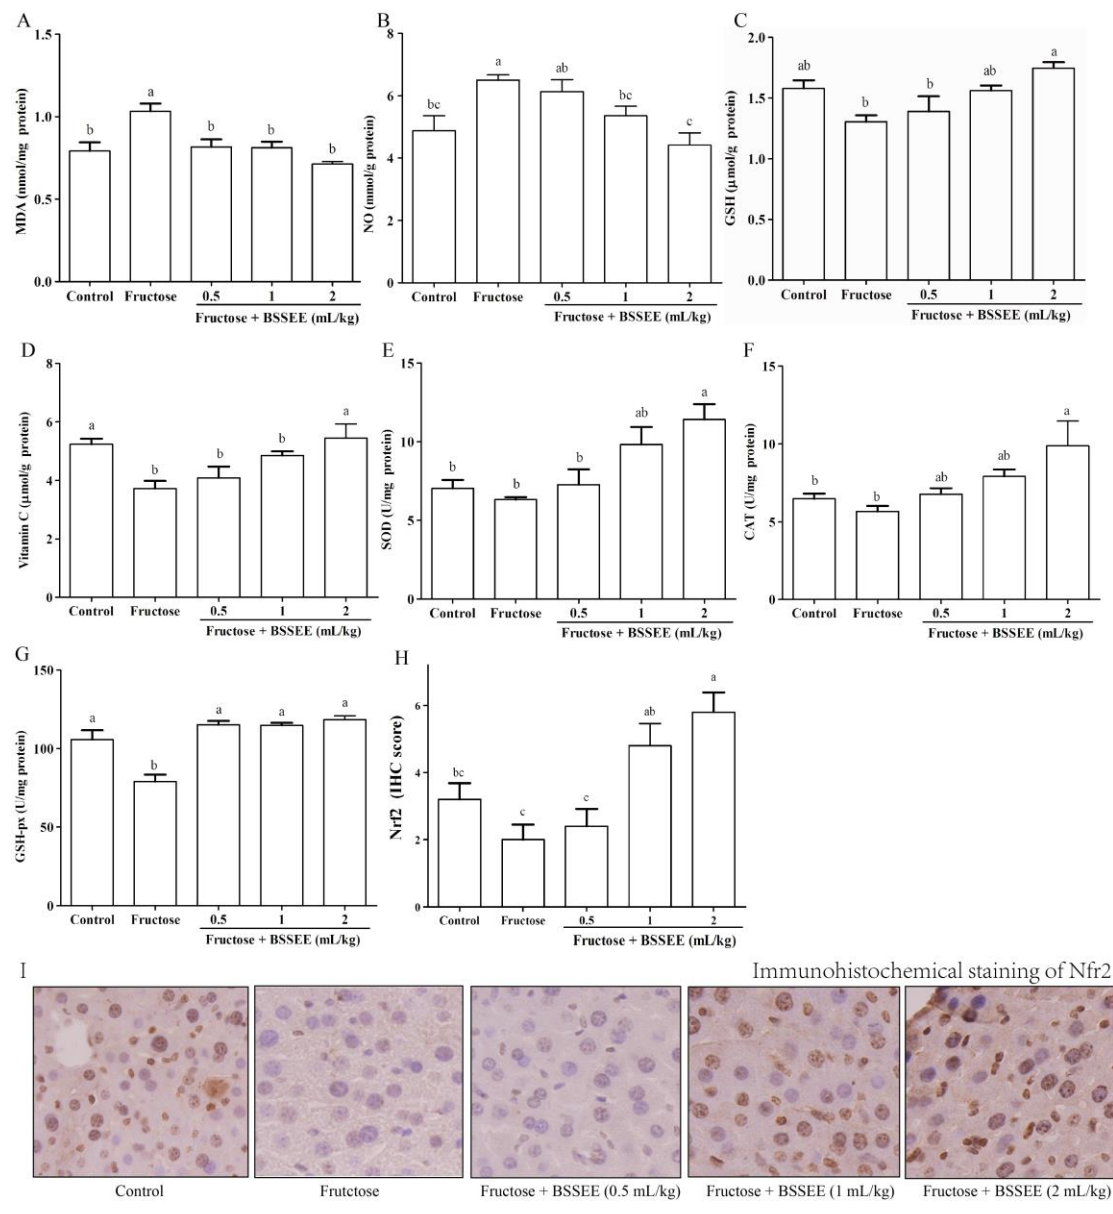 A
MDA (nmol/mg protein)
1.5
1.0
0.5
0.0
b
a
b
b
b
Control Fructose 0.5 1 2
Fructose + BSSEE (mL/kg)
B
NO (mmol/g protein)
8
6
4
2
0
bc
a
ab
bc
c
Control Fructose 0.5 1 2
Fructose + BSSEE (mL/kg)
C
GSH (μmol/g protein)
2.0
1.5
1.0
0.5
0.0
ab
b
b
ab
a
Control Fructose 0.5 1 2
Fructose + BSSEE (mL/kg)
D
Vitamin C (μmol/g protein)
8
6
4
2
0
a
b
b
b
a
Control Fructose 0.5 1 2
Fructose + BSSEE (mL/kg)
E
SOD (U/mg protein)
15
10
5
0
b
b
b
ab
a
Control Fructose 0.5 1 2
Fructose + BSSEE (mL/kg)
F
CAT (U/mg protein)
15
10
5
0
b
b
ab
ab
a
Control Fructose 0.5 1 2
Fructose + BSSEE (mL/kg)
G
GSH-px (U/mg protein)
150
100
50
0
a
b
a
a
a
Control Fructose 0.5 1 2
Fructose + BSSEE (mL/kg)
H
Nrf2 (IHC score)
6
4
2
0
bc
c
c
ab
a
Control Fructose 0.5 1 2
Fructose + BSSEE (mL/kg)
I
Immunohistochemical staining of Nfr2
Control
Frutctose
Fructose + BSSEE (0.5 mL/kg)
Fructose + BSSEE (1 mL/kg)
Fructose + BSSEE (2 mL/kg)